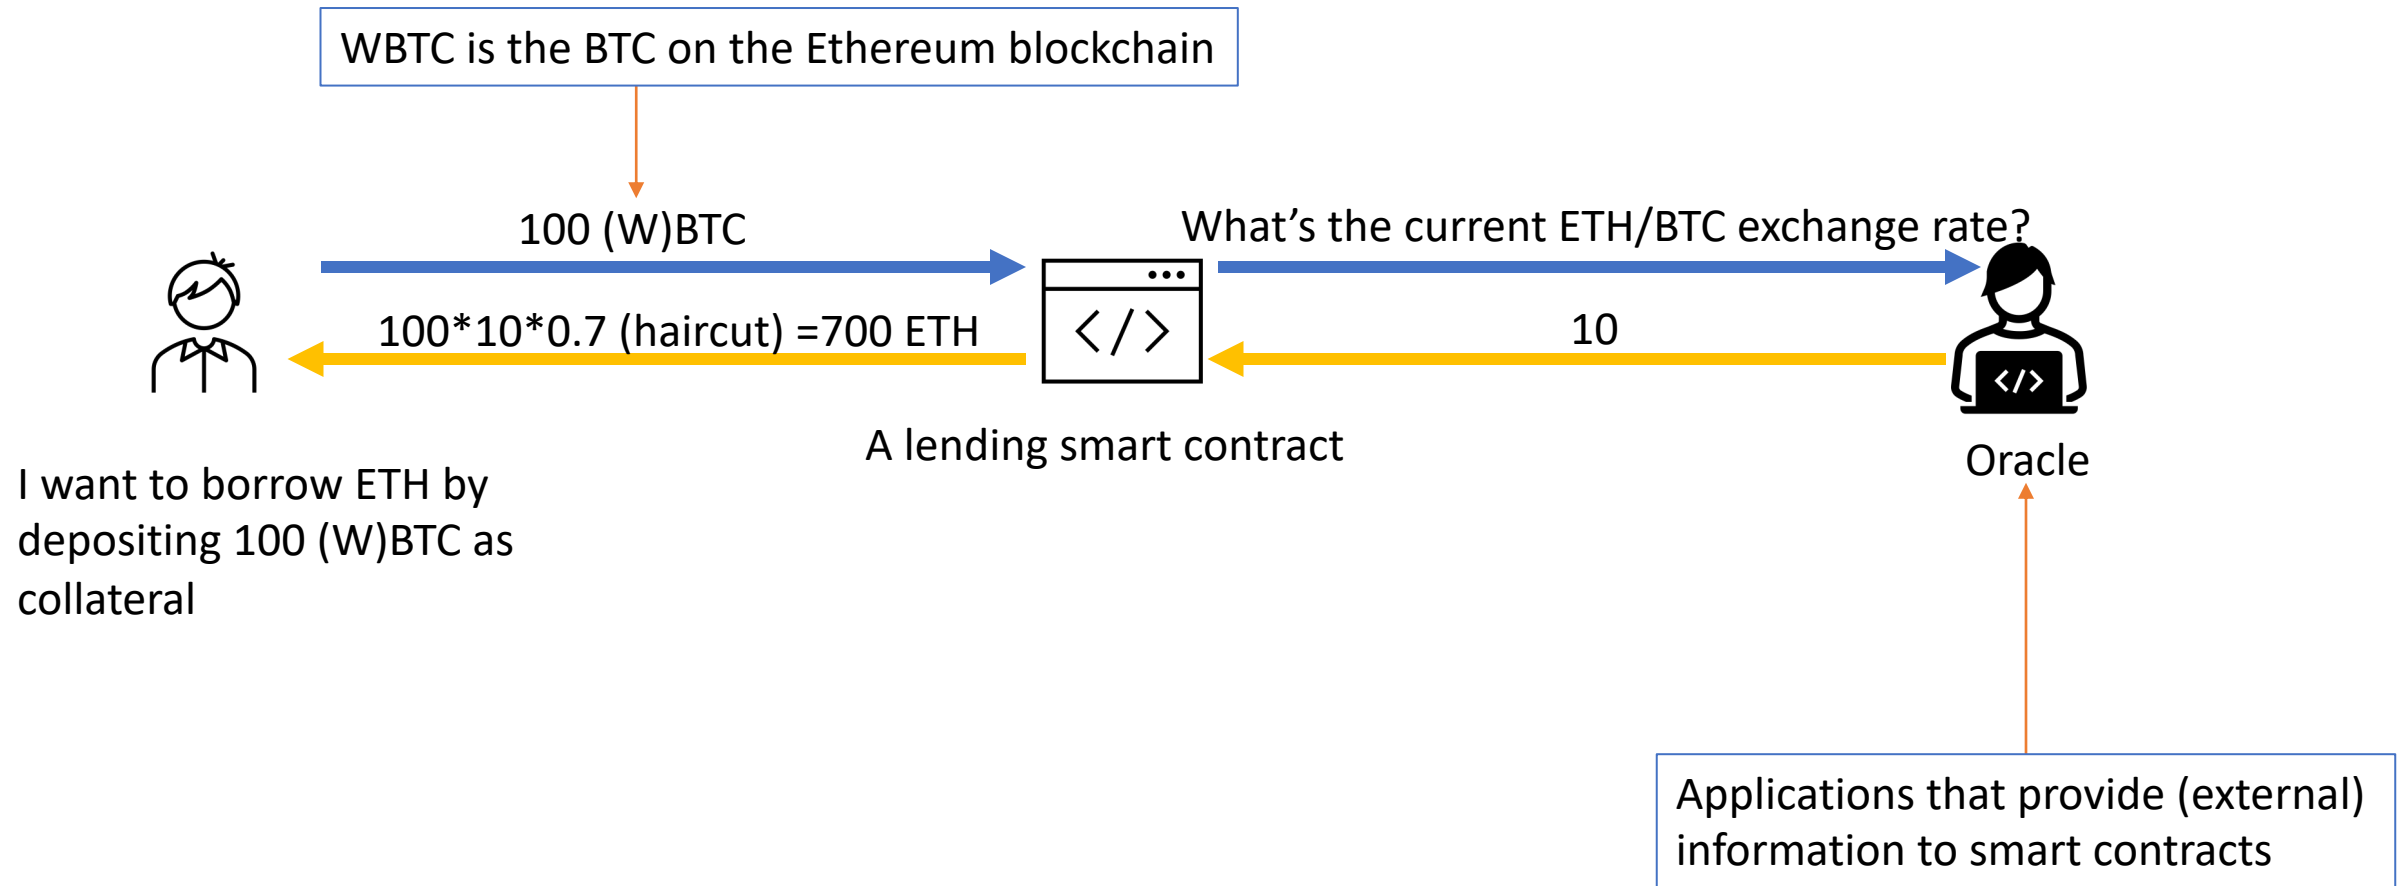 WBTC is the BTC on the Ethereum blockchain
100 (W)BTC
What’s the current ETH/BTC exchange rate?
100*10*0.7 (haircut) =700 ETH
</>
10
</>
A lending smart contract
Oracle
I want to borrow ETH by
depositing 100 (W)BTC as
collateral
Applications that provide (external)
information to smart contracts